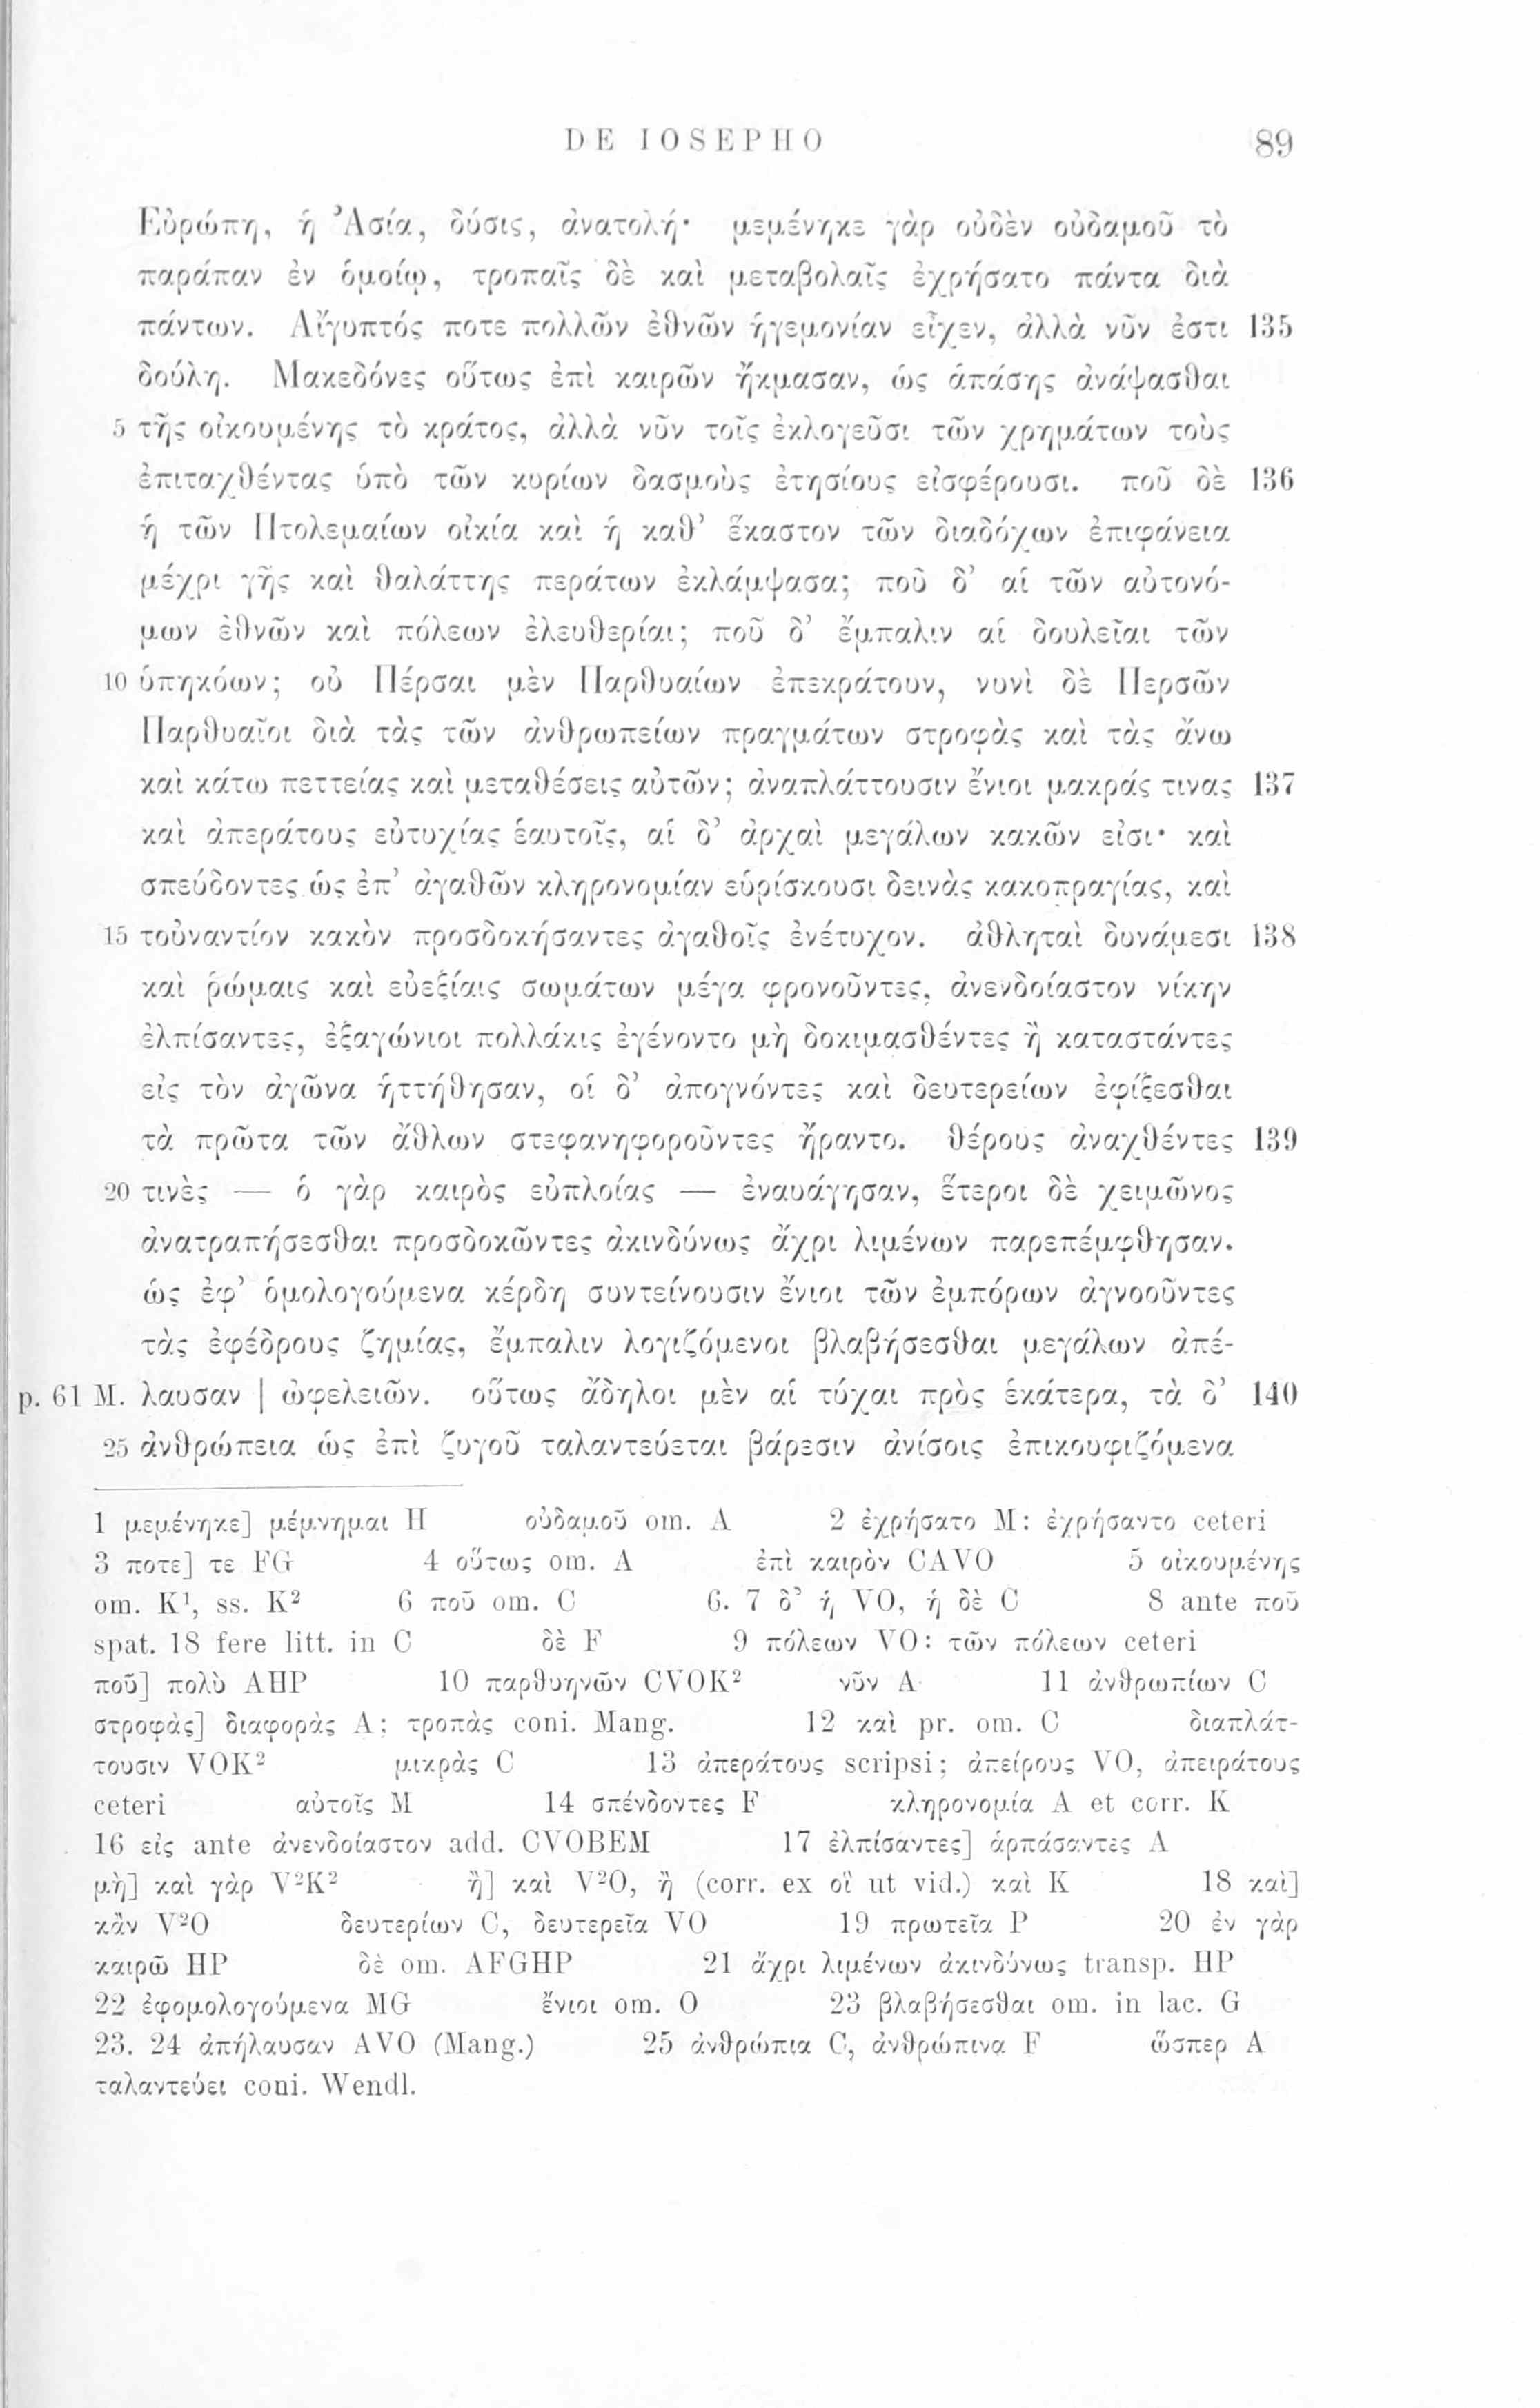 DE IOSEPHO 89
Εὐρώπη, ἡ Ἀσία, δύσις, ἀνατολή· μεμένηκε γὰρ οὐδὲν οὐδαμοῦ τὸ
παράπαν ἐν ὁμοίῳ, τροπαῖς δὲ καὶ μεταβολαῖς ἐχρήσατο πάντα διὰ
πάντων. Αἴγυπτός ποτε πολλῶν ἐθνῶν ἡγεμονίαν εἶχεν, ἀλλὰ νῦν ἐστι 135
δούλη. Μακεδόνες οὕτως ἐπὶ καιρῶν ἤκμασαν, ὡς ἁπάσης ἀνάψασθαι
5 τῆς οἰκουμένης τὸ κράτος, ἀλλὰ νῦν τοῖς ἐκλογεῦσι τῶν χρημάτων τοὺς
ἐπιταχθέντας ὑπὸ τῶν κυρίων δασμοὺς ἐτησίους εἰσφέρουσι. ποῦ δὲ 136
ἡ τῶν Πτολεμαίων οἰκία καὶ ἡ καθ’ ἕκαστον τῶν διαδόχων ἐπιφάνεια
μέχρι γῆς καὶ θαλάττης περάτων ἐκλάμψασα; ποῦ δ’ αἱ τῶν αὐτονό-
μων ἐθνῶν καὶ πόλεων ἐλευθερίαι; ποῦ δ’ ἔμπαλιν αἱ δουλεῖαι τῶν
10 ὑπηκόων; οὐ Πέρσαι μὲν Παρθυαίων ἐπεκράτουν, νυνὶ δὲ Περσῶν
Παρθυαῖοι διὰ τὰς τῶν ἀνθρωπείων πραγμάτων στροφὰς καὶ τὰς ἄνω
καὶ κάτω πεττείας καὶ μεταθέσεις αὐτῶν; ἀναπλάττουσιν ἔνιοι μακράς τινας 137
καὶ ἀπεράτους εὐτυχίας ἑαυτοῖς, αἱ δ’ ἀρχαὶ μεγάλων κακῶν εἰσι· καὶ
σπεύδοντες ὡς ἐπ’ ἀγαθῶν κληρονομίαν εὑρίσκουσι δεινὰς κακοπραγίας, καὶ
15 τοὐναντίον κακὸν προσδοκήσαντες ἀγαθοῖς ἐνέτυχον. ἀθληταὶ δυνάμεσι 138
καὶ ῥώμαις καὶ εὐεξίαις σωμάτων μέγα φρονοῦντες, ἀνενδοίαστον νίκην
ἐλπίσαντες, ἐξαγώνιοι πολλάκις ἐγένοντο μὴ δοκιμασθέντες ἢ καταστάντες
εἰς τὸν ἀγῶνα ἡττήθησαν, οἱ δ’ ἀπογνόντες καὶ δευτερείων ἐφίξεσθαι
τὰ πρῶτα τῶν ἄθλων στεφανηφοροῦντες ἤραντο. θέρους ἀναχθέντες 139
20 τινὲς — ὁ γὰρ καιρὸς εὐπλοίας — ἐναυάγησαν, ἕτεροι δὲ χειμῶνος
ἀνατραπήσεσθαι προσδοκῶντες ἀκινδύνως ἄχρι λιμένων παρεπέμφθησαν.
ὡς ἐφ’ ὁμολογούμενα κέρδη συντείνουσιν ἔνιοι τῶν ἐμπόρων ἀγνοοῦντες
τὰς ἐφέδρους ζημίας, ἔμπαλιν λογιζόμενοι βλαβήσεσθαι μεγάλων ἀπέ-
p. 61 M. λαυσαν | ὠφελειῶν. οὕτως ἄδηλοι μὲν αἱ τύχαι πρὸς ἑκάτερα, τὰ δ’ 140
25 ἀνθρώπεια ὡς ἐπὶ ζυγοῦ ταλαντεύεται βάρεσιν ἀνίσοις ἐπικουφιζόμενα
1 μεμένηκε] μέμνημαι H οὐδαμοῦ om. A 2 ἐχρήσατο M: ἐχρήσαντο ceteri
3 ποτε] τε FG 4 οὕτως om. A ἐπὶ καιρὸν CAVO 5 οἰκουμένης
om. K¹, ss. K² 6 ποῦ om. C 6. 7 δ’ ἡ VO, ἡ δὲ C 8 ante ποῦ
spat. 18 fere litt. in C δὲ F 9 πόλεων VO: τῶν πόλεων ceteri
ποῦ] πολὺ AHP 10 παρθυηνῶν CVOK² νῦν A 11 ἀνθρωπίων C
στροφὰς] διαφορὰς A: τροπὰς coni. Mang. 12 καὶ pr. om. C διαπλάτ-
τουσιν VOK² μικρὰς C 13 ἀπεράτους scripsi; ἀπείρους VO, ἀπειράτους
ceteri αὐτοῖς M 14 σπένδοντες F κληρονομία A et corr. K
16 εἰς ante ἀνενδοίαστον add. CVOBEM 17 ἐλπίσαντες] ἁρπάσαντες A
μὴ] καὶ γὰρ V²K² ἢ] καὶ V²O, ἢ (corr. ex οἳ ut vid.) καὶ K 18 καὶ]
κἂν V²O δευτερίων C, δευτερεῖα VO 19 πρωτεῖα P 20 ἐν γὰρ
καιρῶ HP δὲ om. AFGHP 21 ἄχρι λιμένων ἀκινδύνως transp. HP
22 ἐφομολογούμενα MG ἔνιοι om. O 23 βλαβήσεσθαι om. in lac. G
23. 24 ἀπήλαυσαν AVO (Mang.) 25 ἀνθρώπια C, ἀνθρώπινα F ὥσπερ A
ταλαντεύει coni. Wendl.